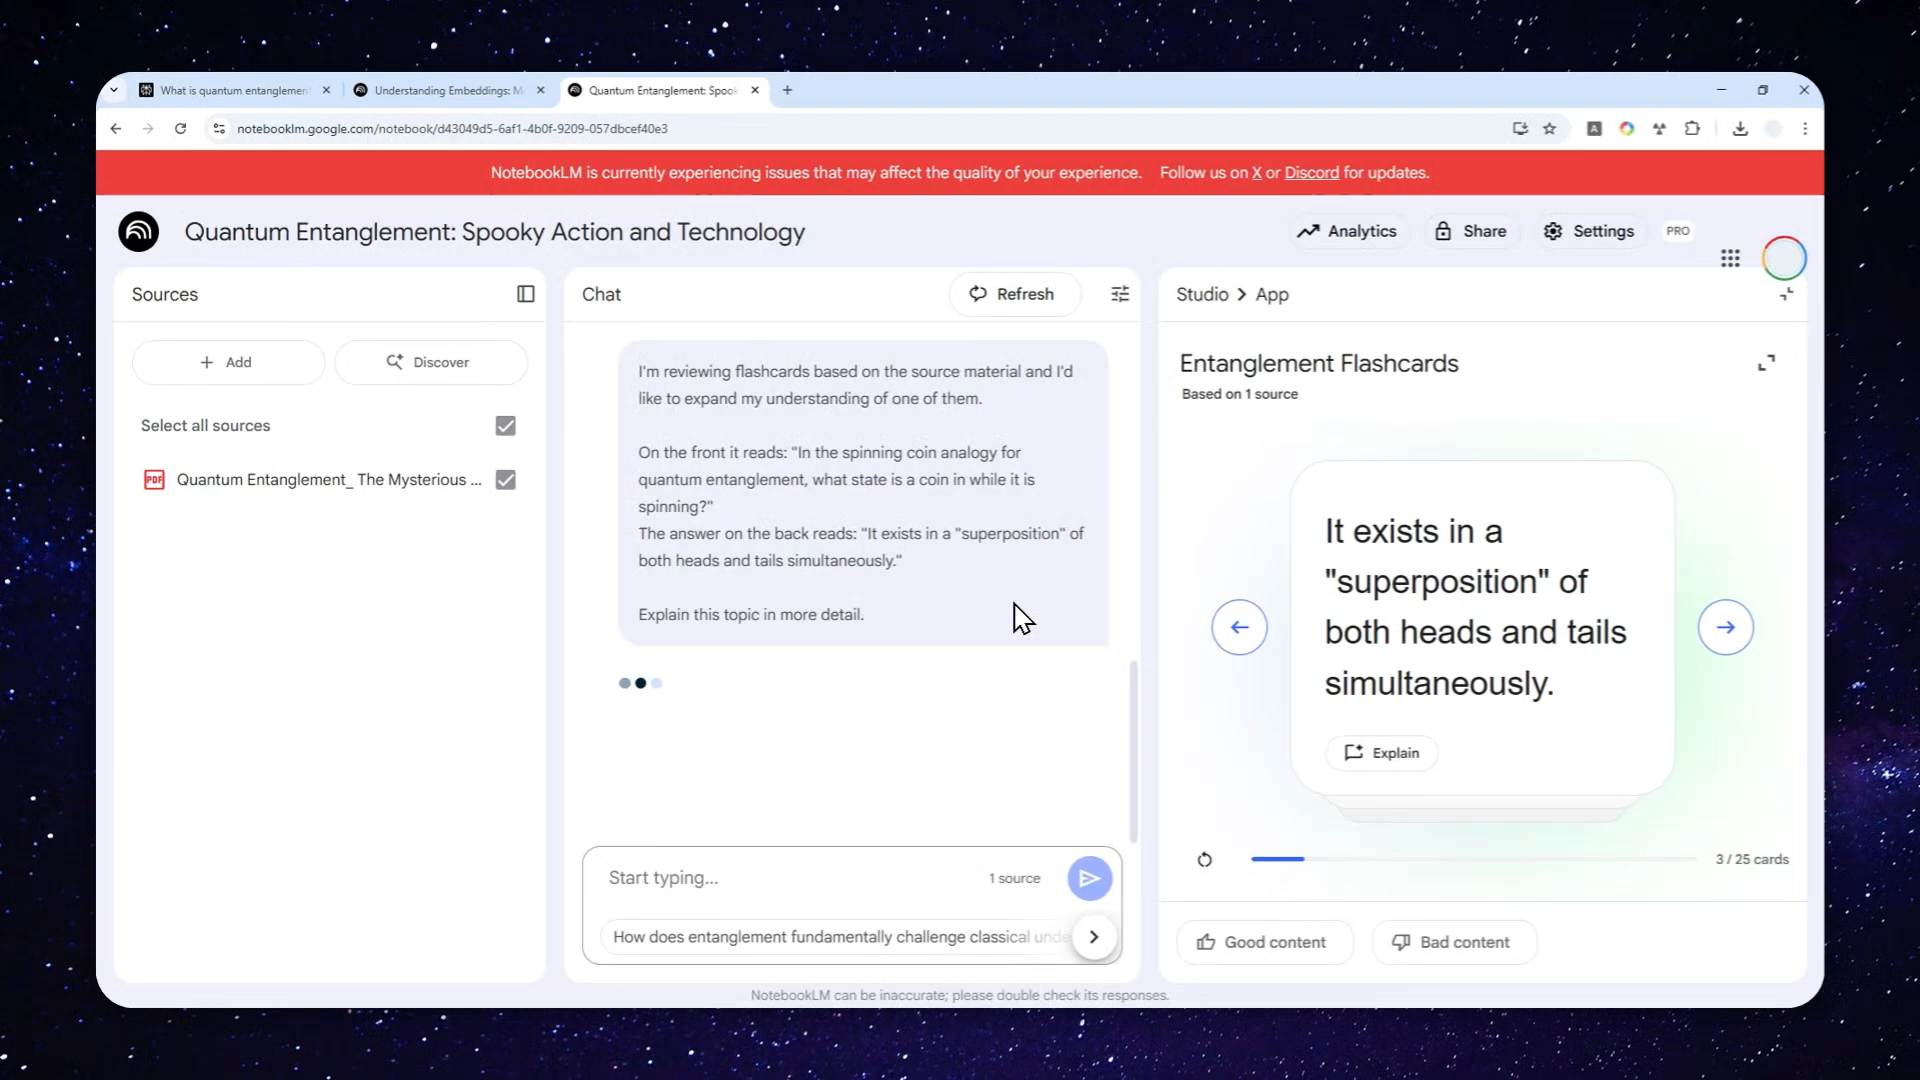 What is quantum entanglemen
Understanding Embeddings: M
Quantum Entanglement: Spook
notebooklm.google.com/notebook/d43049d5-6af1-4b0f-9209-057dbcef40e3
NotebookLM is currently experiencing issues that may affect the quality of your experience. Follow us on X or Discord for updates.
Quantum Entanglement: Spooky Action and Technology
Analytics
Share
Settings
PRO
Sources
Add
Discover
Select all sources
PDF
Quantum Entanglement_ The Mysterious ...
Chat
Refresh
I'm reviewing flashcards based on the source material and I'd
like to expand my understanding of one of them.
On the front it reads: "In the spinning coin analogy for
quantum entanglement, what state is a coin in while it is
spinning?"
The answer on the back reads: "It exists in a "superposition" of
both heads and tails simultaneously."
Explain this topic in more detail.
Start typing...
1 source
How does entanglement fundamentally challenge classical unde
Studio > App
Entanglement Flashcards
Based on 1 source
It exists in a
"superposition" of
both heads and tails
simultaneously.
Explain
3 / 25 cards
Good content
Bad content
NotebookLM can be inaccurate; please double check its responses.